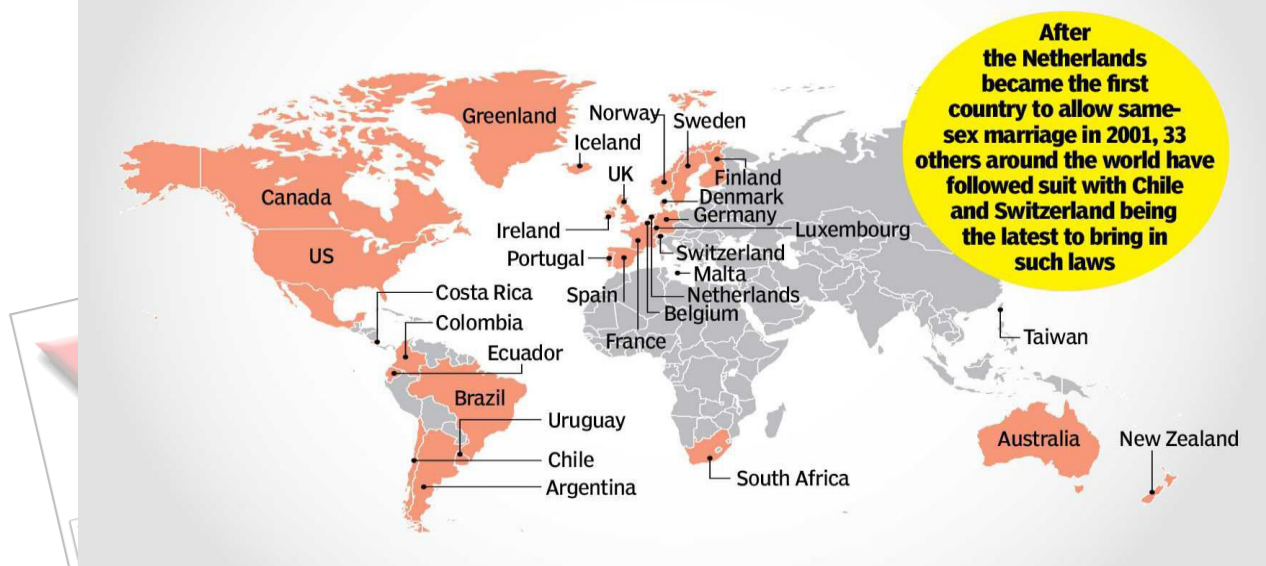 After
the Netherlands
became the first
country to allow same-
sex marriage in 2001, 33
others around the world have
followed suit with Chile
and Switzerland being
the latest to bring in
such laws
Greenland
Norway
Sweden
Iceland
UK
Finland
Denmark
Germany
Canada
Ireland
Luxembourg
US
Portugal
Switzerland
Malta
Spain
Netherlands
Belgium
France
Costa Rica
Colombia
Ecuador
Brazil
Uruguay
Chile
Argentina
South Africa
Taiwan
Australia
New Zealand